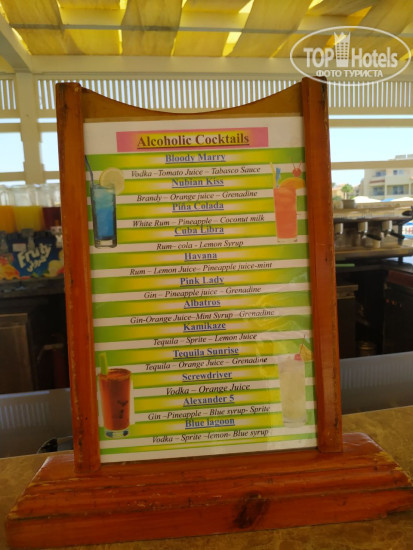 TOP Hotels
ФОТО ТУРИСТА
Alcoholic Cocktails
Bloody Marry
Vodka -Tomato Juice - Tabasco Sauce
Nubian Kiss
Brandy - Orange juice - Grenadine
Piña Colada
White Rum - Pineapple - Coconut milk
Cuba Libra
Rum- cola - Lemon Syrup
Havana
Rum - Lemon Juice- Pineapple juice-mint
Pink Lady
Gin - Pineapple juice - Grenadine
Albatros
Gin-Orange Juice-Mint Syrup -Grenadine
Kamikaze
Tequila - Sprite - Lemon Juice
Tequila Sunrise
Tequila - Orange Juice - Grenadine
Screwdriver
Vodka - Orange Juice
Alexander 5
Gin -Pineapple - Blue syrup- Sprite
Blue lagoon
Vodka - Sprite -lemon- Blue syrup